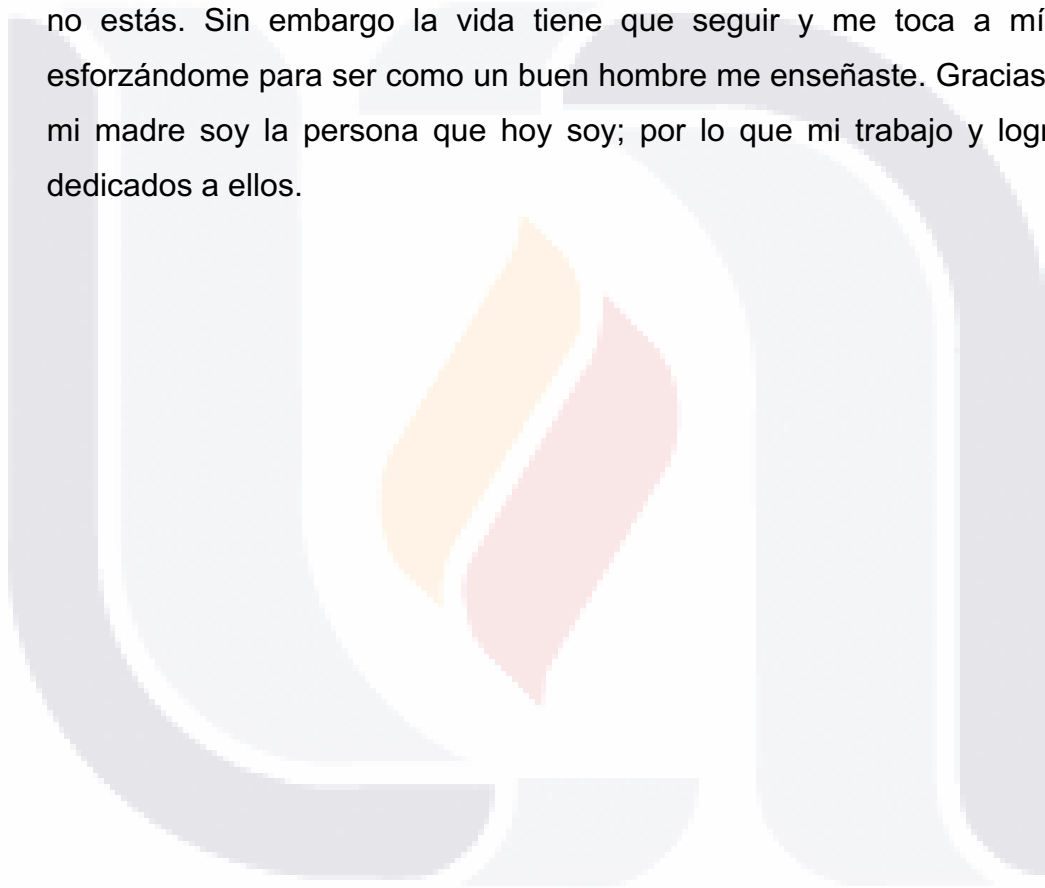 no estás. Sin embargo la vida tiene que seguir y me toca a mí
esforzándome para ser como un buen hombre me enseñaste. Gracias
mi madre soy la persona que hoy soy; por lo que mi trabajo y
dedicados a ellos.